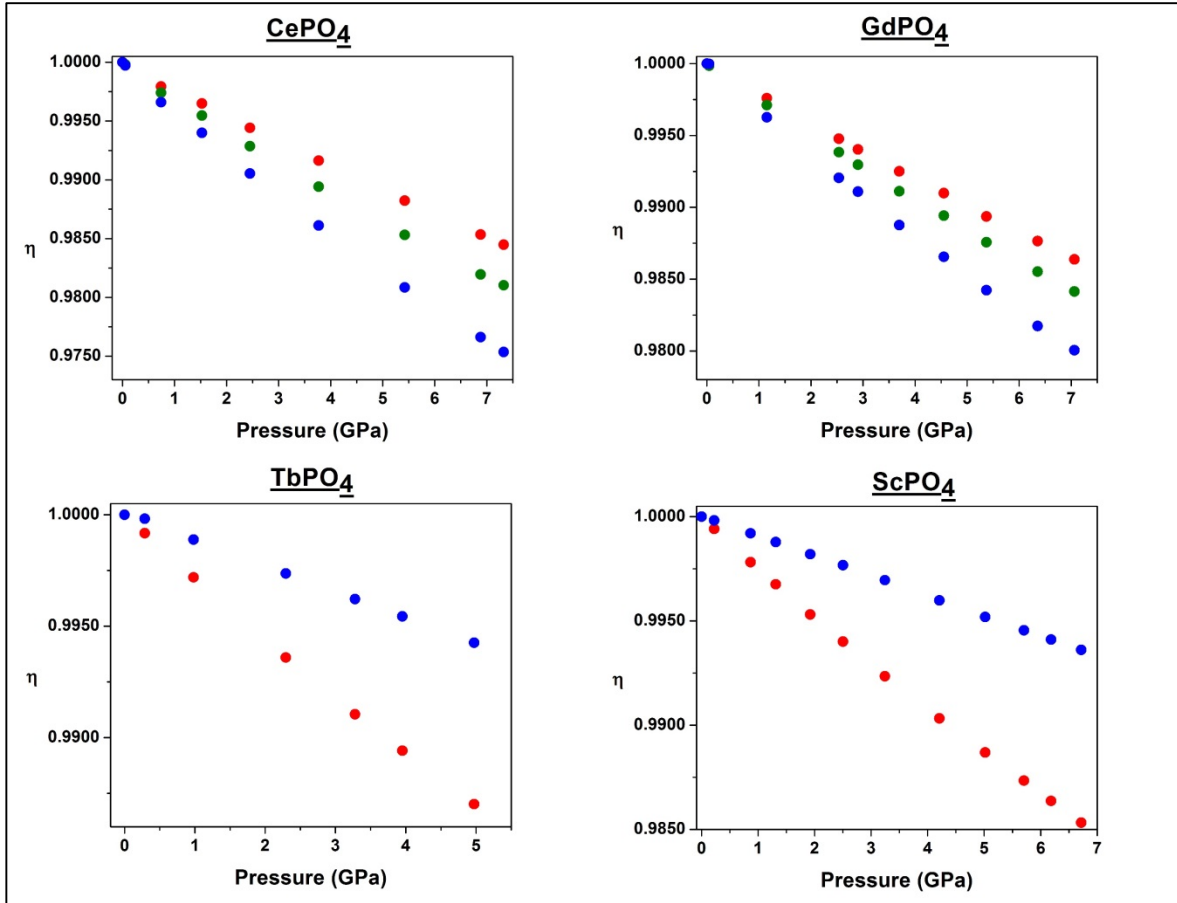 CePO4
1.0000
0.9950
0.9900
0.9850
0.9800
0.9750
η
0 1 2 3 4 5 6 7
Pressure (GPa)
GdPO4
1.0000
0.9950
0.9900
0.9850
0.9800
η
0 1 2 3 4 5 6 7
Pressure (GPa)
TbPO4
1.0000
0.9950
0.9900
η
0 1 2 3 4 5
Pressure (GPa)
ScPO4
1.0000
0.9950
0.9900
0.9850
η
0 1 2 3 4 5 6 7
Pressure (GPa)